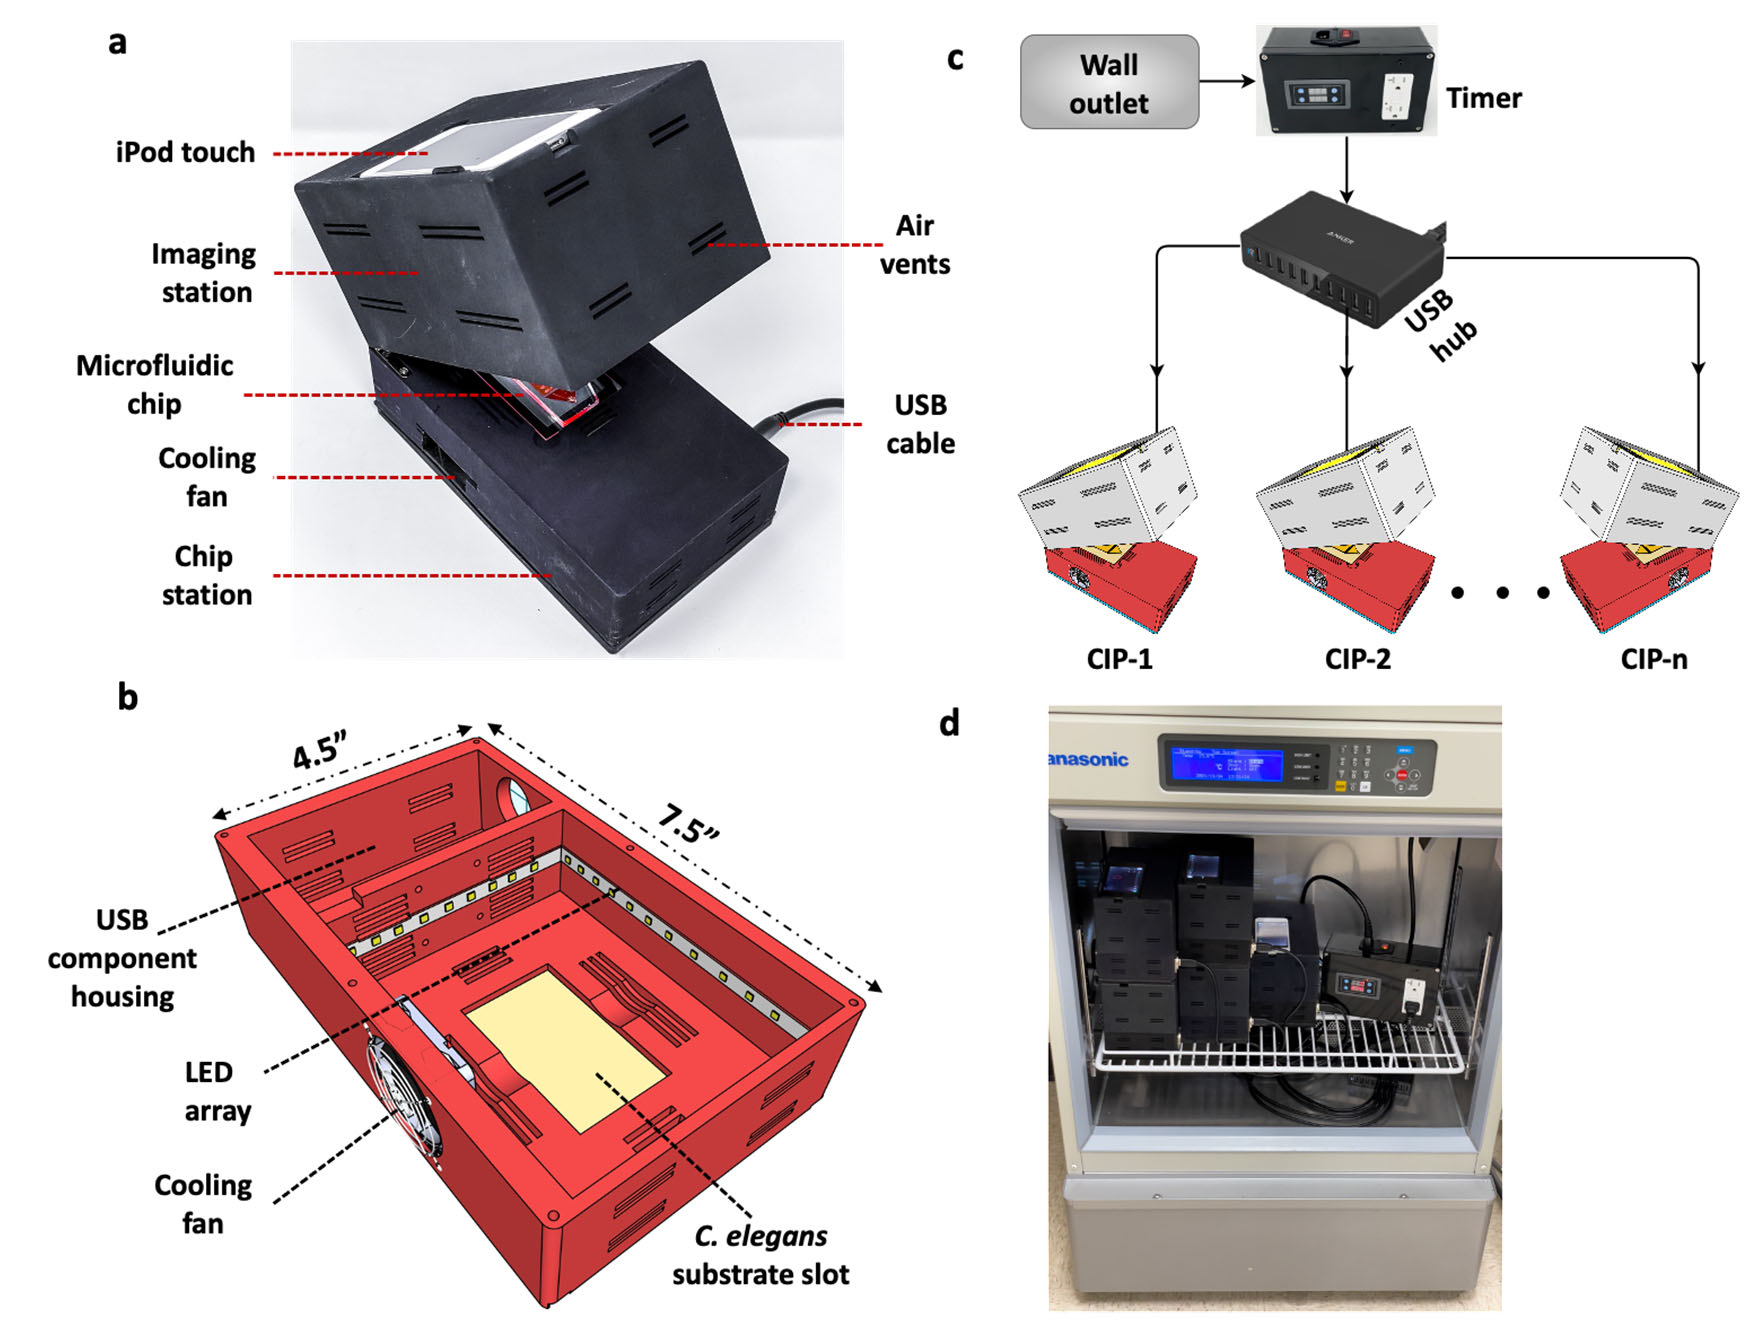 a
iPod touch
Imaging
station
Microfluidic
chip
Cooling
fan
Chip
station
Air
vents
USB
cable
b
4.5”
7.5”
USB
component
housing
LED
array
Cooling
fan
C. elegans
substrate slot
c
Wall
outlet
Timer
ANKER
USB
hub
CIP-1
CIP-2
CIP-n
d
anasonic